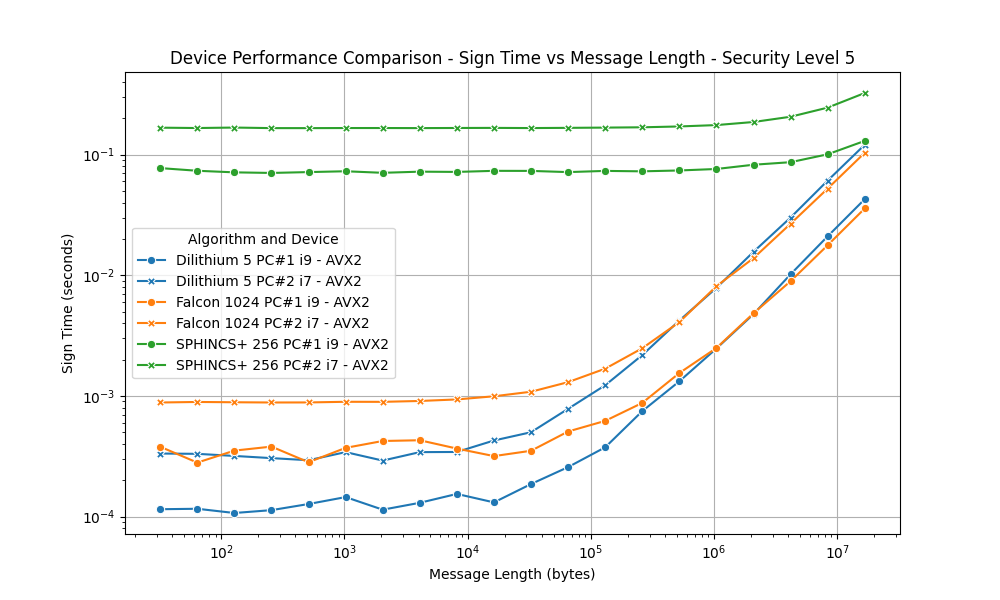 Device Performance Comparison - Sign Time vs Message Length - Security Level 5
Sign Time (seconds)
10⁻¹
10⁻²
10⁻³
10⁻⁴
Algorithm and Device
Dilithium 5 PC#1 i9 - AVX2
Dilithium 5 PC#2 i7 - AVX2
Falcon 1024 PC#1 i9 - AVX2
Falcon 1024 PC#2 i7 - AVX2
SPHINCS+ 256 PC#1 i9 - AVX2
SPHINCS+ 256 PC#2 i7 - AVX2
10² 10³ 10⁴ 10⁵ 10⁶ 10⁷
Message Length (bytes)